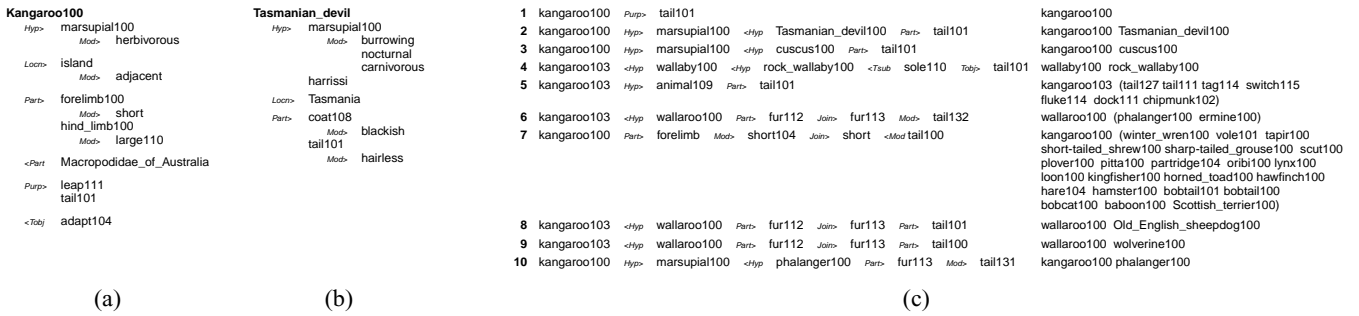 Kangaroo100
Hyp> marsupial100
Mod> herbivorous
Locn> island
Mod> adjacent
Part> forelimb100
Mod> short
hind_limb100
Mod> large110
<Part Macropodidae_of_Australia
Purp> leap111
tail101
<Tobj adapt104
(a)
Tasmanian_devil
Hyp> marsupial100
Mod> burrowing
nocturnal
carnivorous
harrissi
Locn> Tasmania
Part> coat108
Mod> blackish
tail101
Mod> hairless
(b)
1 kangaroo100 Purp> tail101 kangaroo100
2 kangaroo100 Hyp> marsupial100 <Hyp Tasmanian_devil100 Part> tail101 kangaroo100 Tasmanian_devil100
3 kangaroo100 Hyp> marsupial100 <Hyp cuscus100 Part> tail101 kangaroo100 cuscus100
4 kangaroo103 <Hyp wallaby100 <Hyp rock_wallaby100 <Tsub sole110 Tobj> tail101 wallaby100 rock_wallaby100
5 kangaroo103 Hyp> animal109 Part> tail101 kangaroo103 (tail127 tail111 tag114 switch115
fluke114 dock111 chipmunk102)
6 kangaroo103 <Hyp wallaroo100 Part> fur112 Join> fur113 Mod> tail132 wallaroo100 (phalanger100 ermine100)
7 kangaroo100 Part> forelimb Mod> short104 Join> short <Mod tail100 kangaroo100 (winter_wren100 vole101 tapir100
short-tailed_shrew100 sharp-tailed_grouse100 scut100
plover100 pitta100 partridge104 oribi100 lynx100
loon100 kingfisher100 horned_toad100 hawfinch100
hare104 hamster100 bobtail101 bobtail100
bobcat100 baboon100 Scottish_terrier100)
8 kangaroo103 <Hyp wallaroo100 Part> fur112 Join> fur113 Part> tail101 wallaroo100 Old_English_sheepdog100
9 kangaroo103 <Hyp wallaroo100 Part> fur112 Join> fur113 Part> tail100 wallaroo100 wolverine100
10 kangaroo100 Hyp> marsupial100 <Hyp phalanger100 Part> fur113 Mod> tail131 kangaroo100 phalanger100
(c)